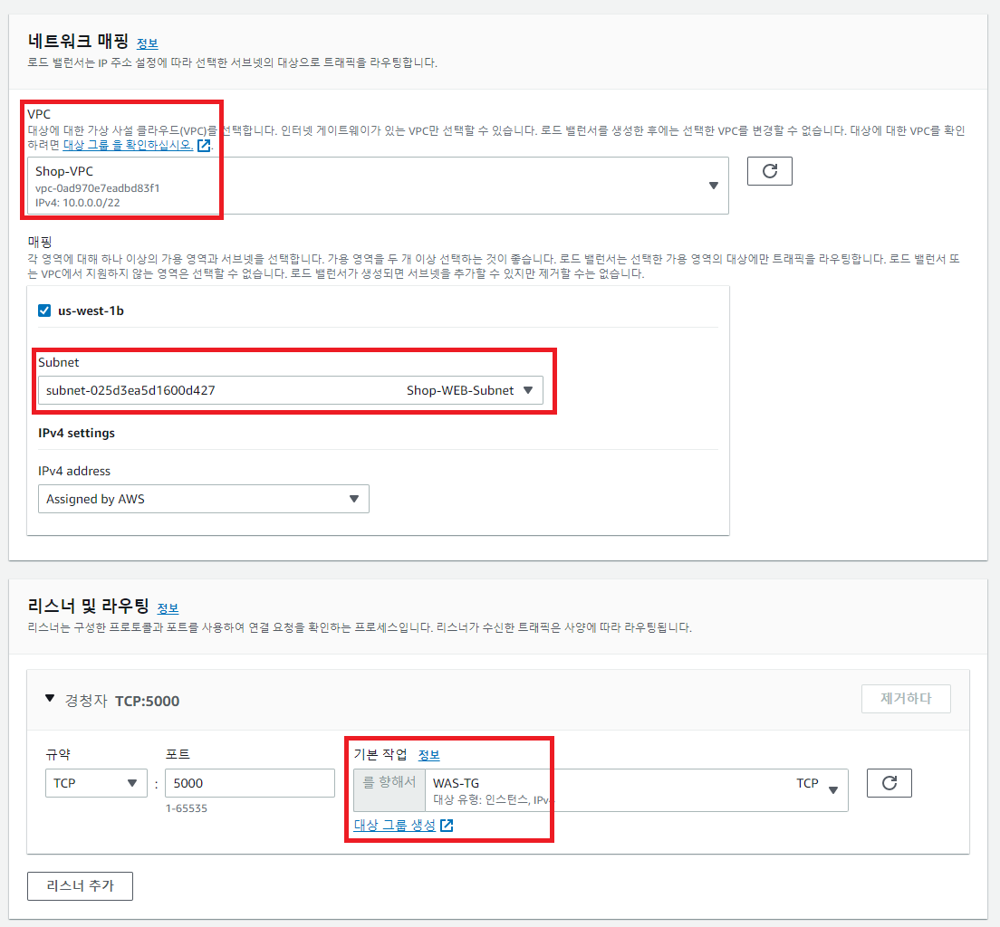 네트워크 매핑 정보
로드 밸런서는 IP 주소 설정에 따라 선택한 서브넷의 대상으로 트래픽을 라우팅합니다.
VPC
대상에 대한 가상 사설 클라우드(VPC)를 선택합니다. 인터넷 게이트웨이가 있는 VPC만 선택할 수 있습니다. 로드 밸런서를 생성한 후에는 선택한 VPC를 변경할 수 없습니다. 대상에 대한 VPC를 확인
하려면 대상 그룹 을 확인하십시오.
Shop-VPC
vpc-0ad970e7eadbd83f1
IPv4: 10.0.0.0/22
매핑
각 영역에 대해 하나 이상의 가용 영역과 서브넷을 선택합니다. 가용 영역을 두 개 이상 선택하는 것이 좋습니다. 로드 밸런서는 선택한 가용 영역의 대상에만 트래픽을 라우팅합니다. 로드 밸런서 또
는 VPC에서 지원하지 않는 영역은 선택할 수 없습니다. 로드 밸런서가 생성되면 서브넷을 추가할 수 있지만 제거할 수는 없습니다.
us-west-1b
Subnet
subnet-025d3ea5d1600d427 Shop-WEB-Subnet
IPv4 settings
IPv4 address
Assigned by AWS
리스너 및 라우팅 정보
리스너는 구성한 프로토콜과 포트를 사용하여 연결 요청을 확인하는 프로세스입니다. 리스너가 수신한 트래픽은 사양에 따라 라우팅됩니다.
경청자 TCP:5000 제거하다
규약 포트 기본 작업 정보
TCP : 5000 를 향해서 WAS-TG TCP
대상 유형: 인스턴스, IPv4
1-65535
대상 그룹 생성
리스너 추가